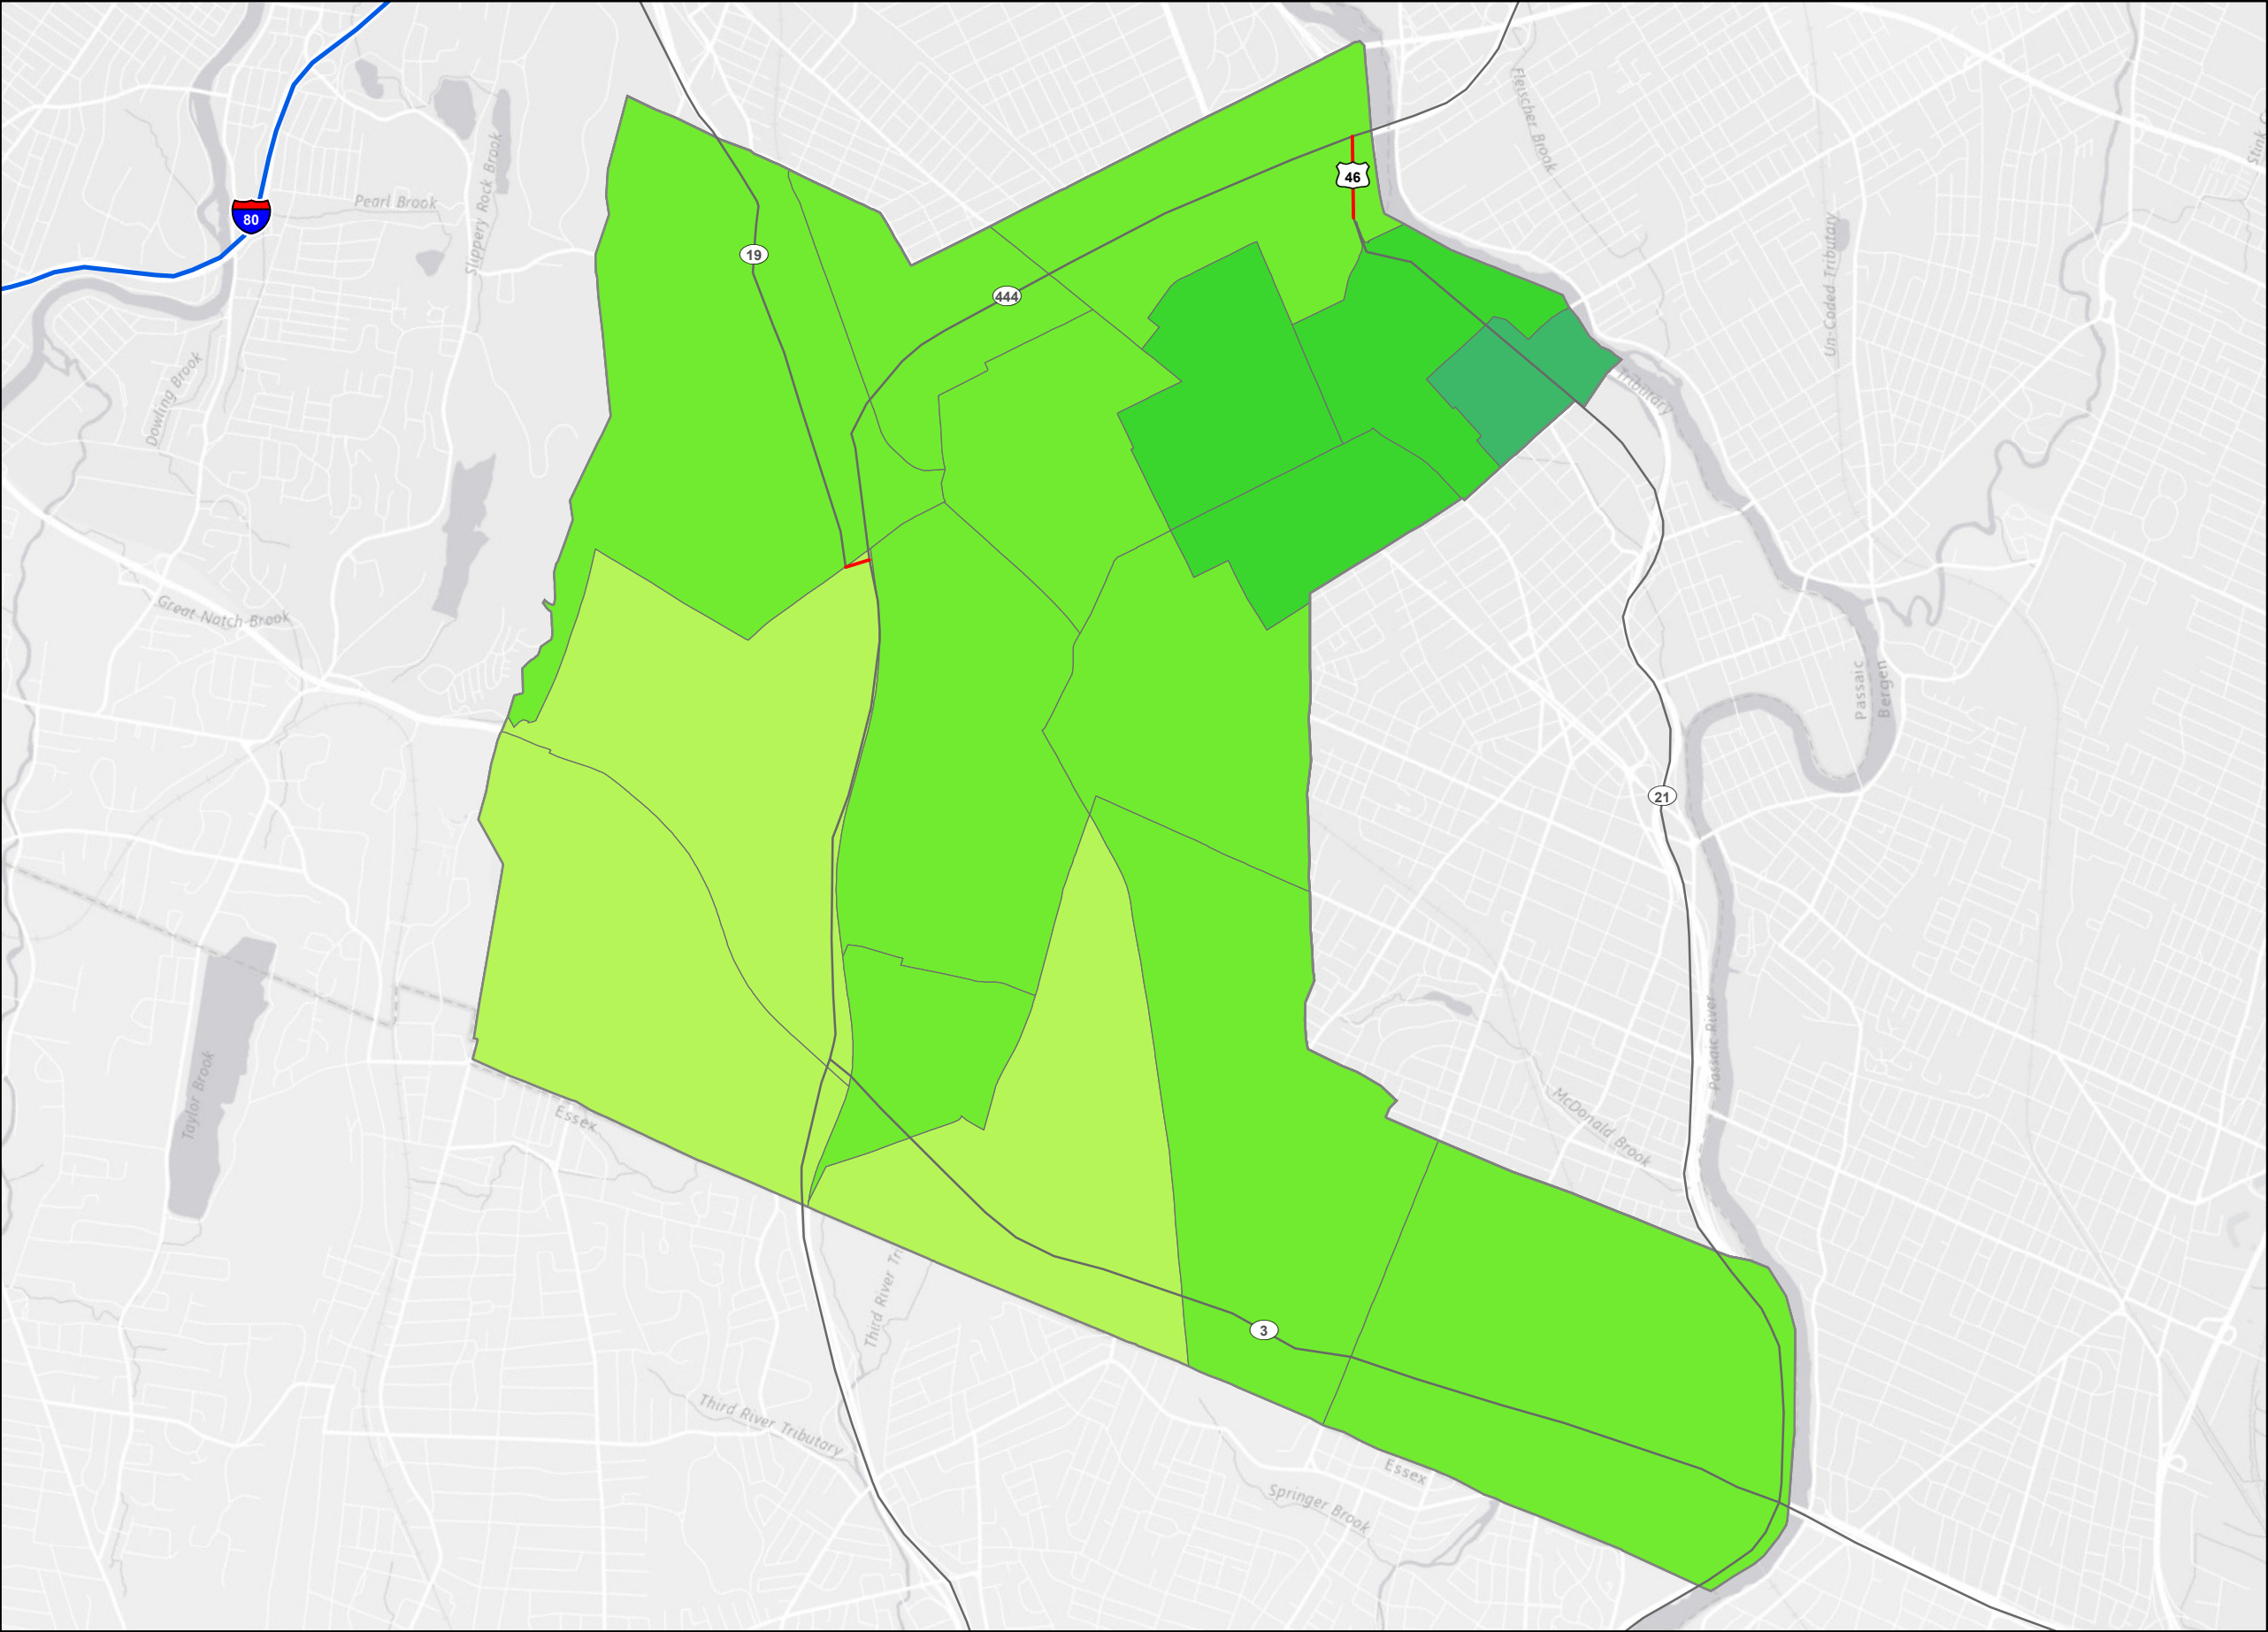 Fleischer Brook
Stink C
46
Slippery Rock Brook
Pearl Brook
80
19
Un-Coded Tributary
444
Dowling Brook
Tributary
Great Notch Brook
Passaic
Bergen
21
Passaic River
Taylor Brook
Essex
McDonald Brook
Third River Tr
3
Third River Tributary
Essex
Springer Brook